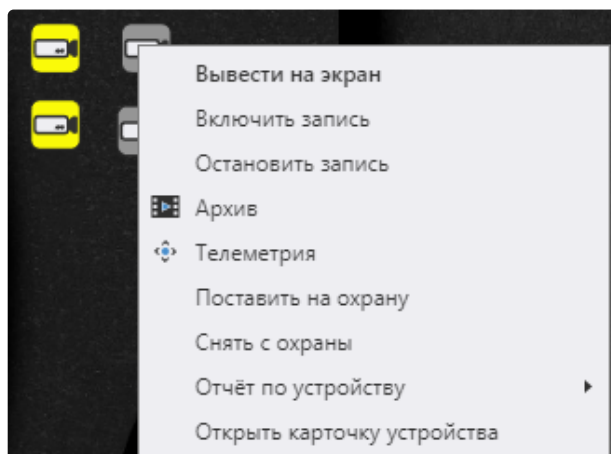 Вывести на экран
Включить запись
Остановить запись
Архив
Телеметрия
Поставить на охрану
Снять с охраны
Отчёт по устройству
Открыть карточку устройства